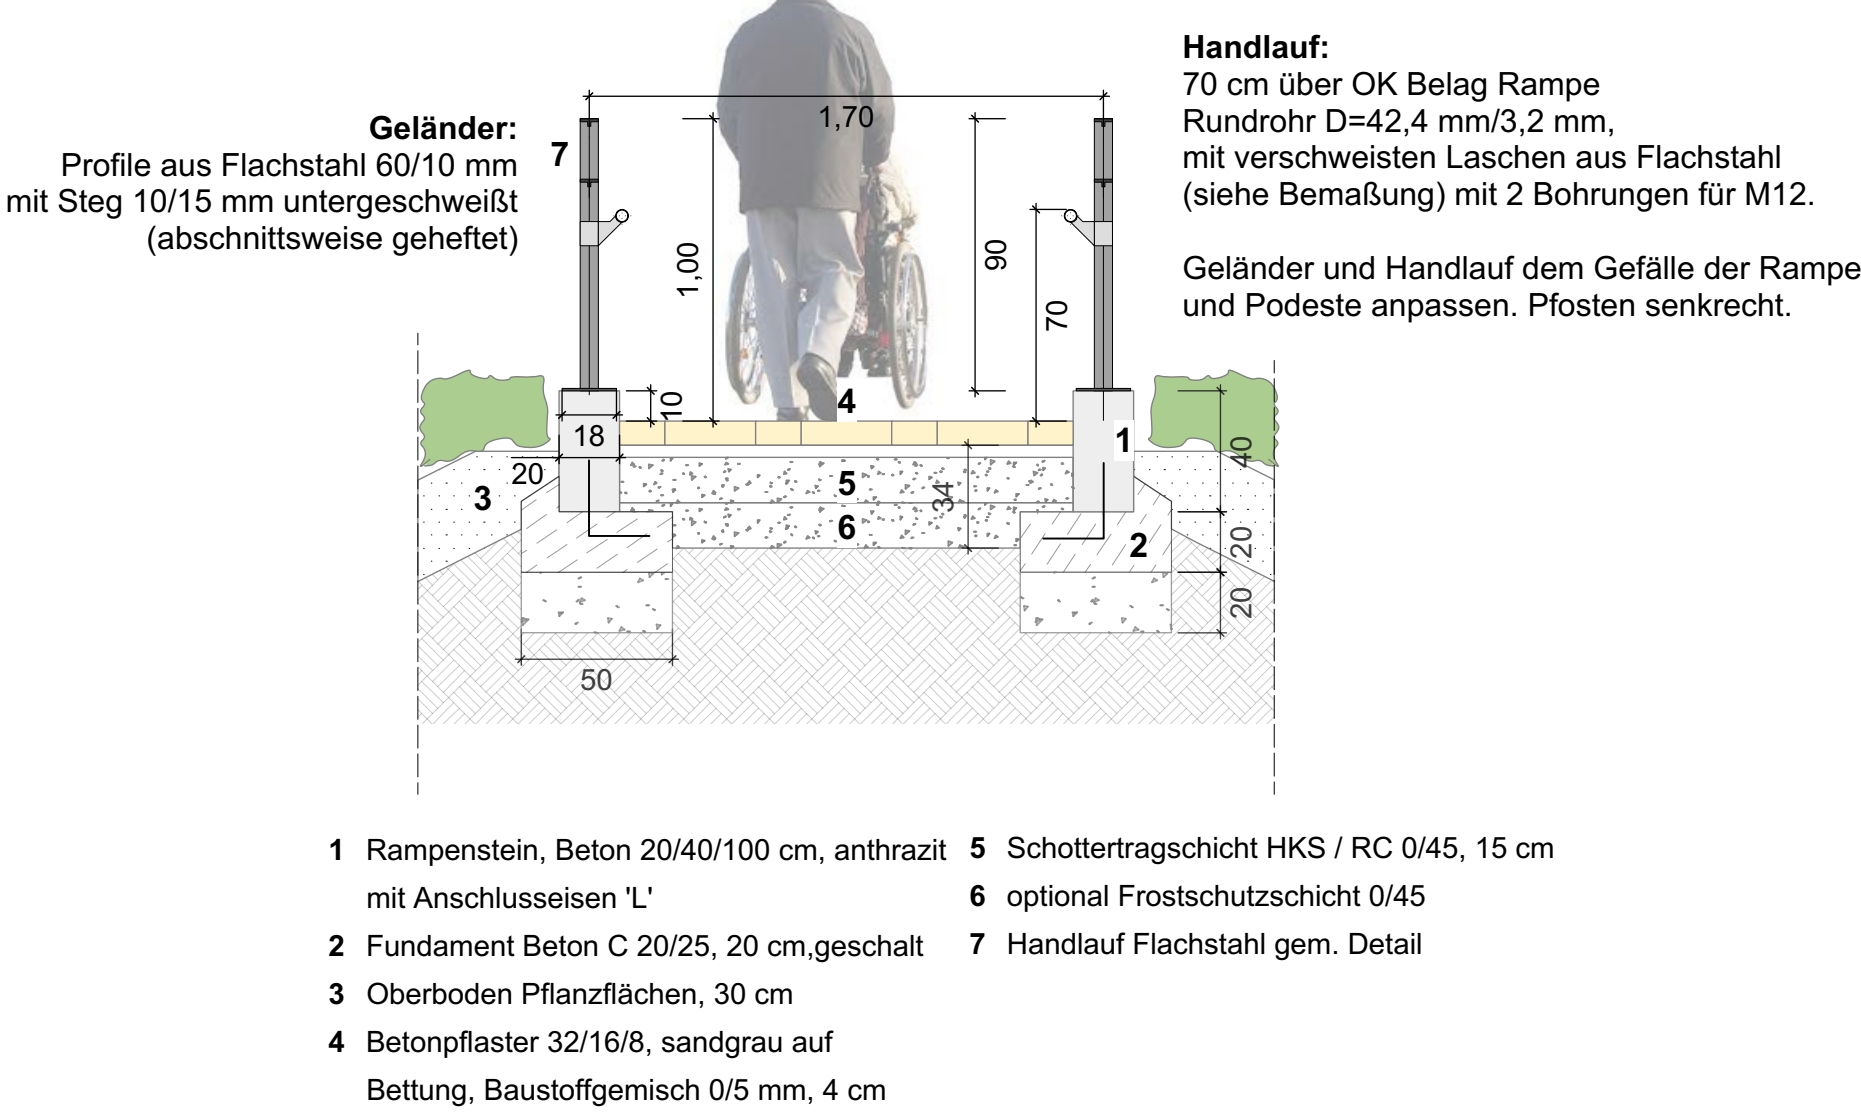 Geländer:
Profile aus Flachstahl 60/10 mm
mit Steg 10/15 mm untergeschweißt
(abschnittsweise geheftet)
Handlauf:
70 cm über OK Belag Rampe
Rundrohr D=42,4 mm/3,2 mm,
mit verschweisten Laschen aus Flachstahl
(siehe Bemaßung) mit 2 Bohrungen für M12.
Geländer und Handlauf dem Gefälle der Rampe
und Podeste anpassen. Pfosten senkrecht.
1,70
7
1,00
90
70
10
4
18
20
1
40
3
5
34
6
2
20
20
50
1 Rampenstein, Beton 20/40/100 cm, anthrazit
mit Anschlusseisen 'L'
2 Fundament Beton C 20/25, 20 cm,geschalt
3 Oberboden Pflanzflächen, 30 cm
4 Betonpflaster 32/16/8, sandgrau auf
Bettung, Baustoffgemisch 0/5 mm, 4 cm
5 Schottertragschicht HKS / RC 0/45, 15 cm
6 optional Frostschutzschicht 0/45
7 Handlauf Flachstahl gem. Detail